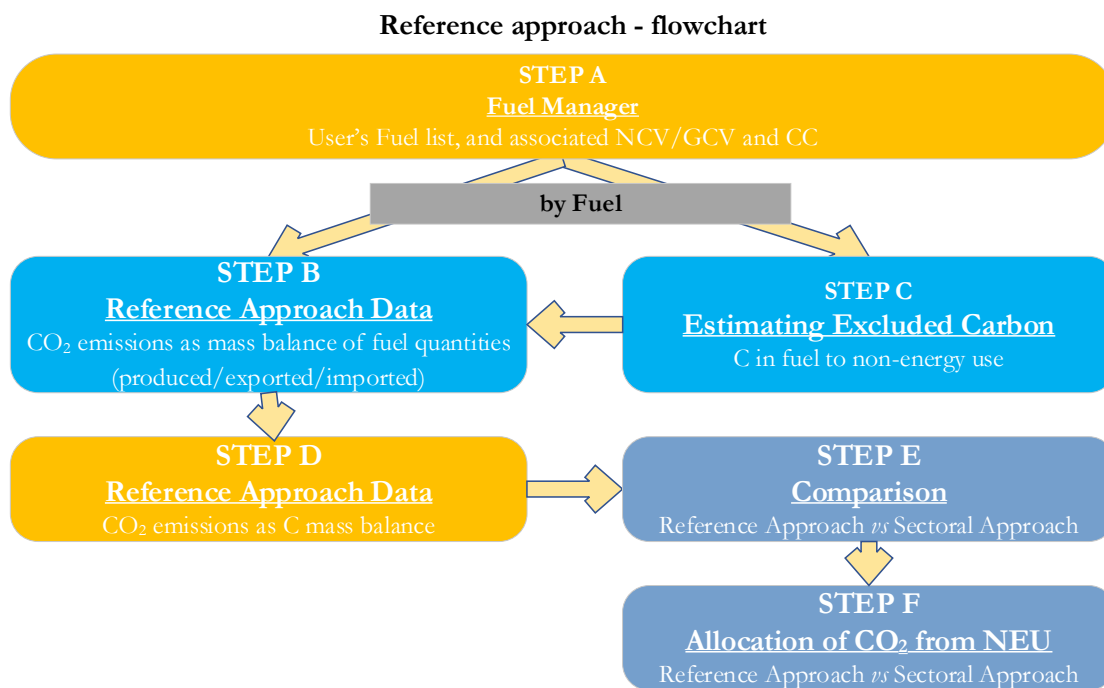 Reference approach - flowchart
STEP A
Fuel Manager
User's Fuel list, and associated NCV/GCV and CC
by Fuel
STEP B
Reference Approach Data
CO₂ emissions as mass balance of fuel quantities
(produced/exported/imported)
STEP C
Estimating Excluded Carbon
C in fuel to non-energy use
STEP D
Reference Approach Data
CO₂ emissions as C mass balance
STEP E
Comparison
Reference Approach vs Sectoral Approach
STEP F
Allocation of CO₂ from NEU
Reference Approach vs Sectoral Approach